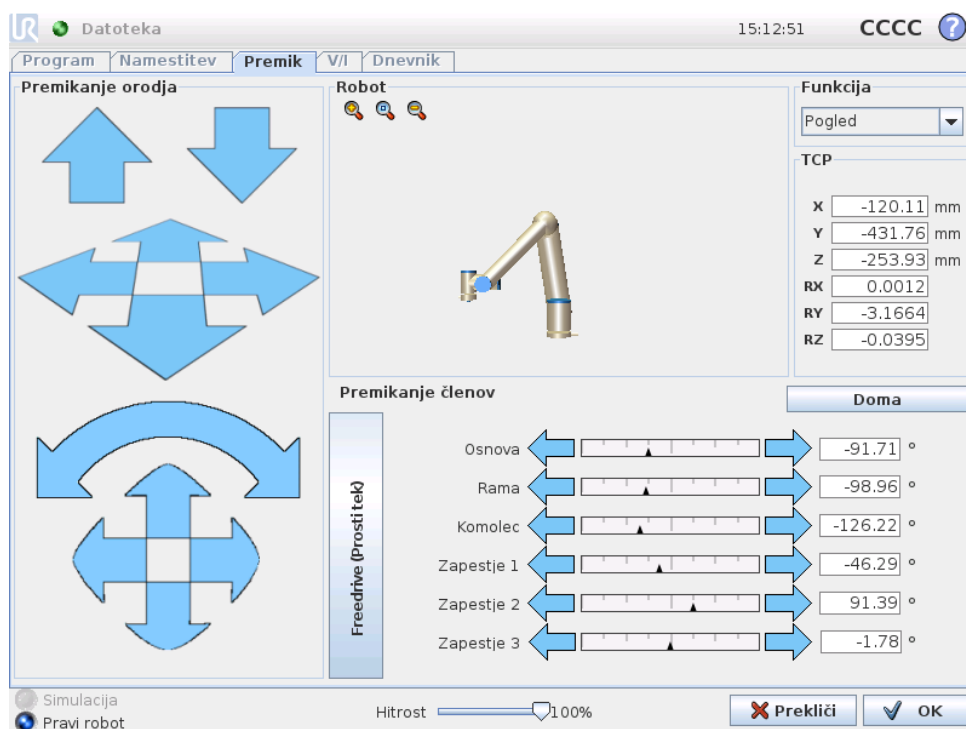 UR Datoteka 15:12:51 CCCC ?
Program Namestitev Premik V/I Dnevnik
Premikanje orodja
Robot
Funkcija
Pogled
TCP
X -120.11 mm
Y -431.76 mm
Z -253.93 mm
RX 0.0012
RY -3.1664
RZ -0.0395
Premikanje členov
Doma
Freedrive (Prosti tek)
Osnova -91.71 °
Rama -98.96 °
Komolec -126.22 °
Zapestje 1 -46.29 °
Zapestje 2 91.39 °
Zapestje 3 -1.78 °
Simulacija
Pravi robot
Hitrost 100%
Prekliči
OK